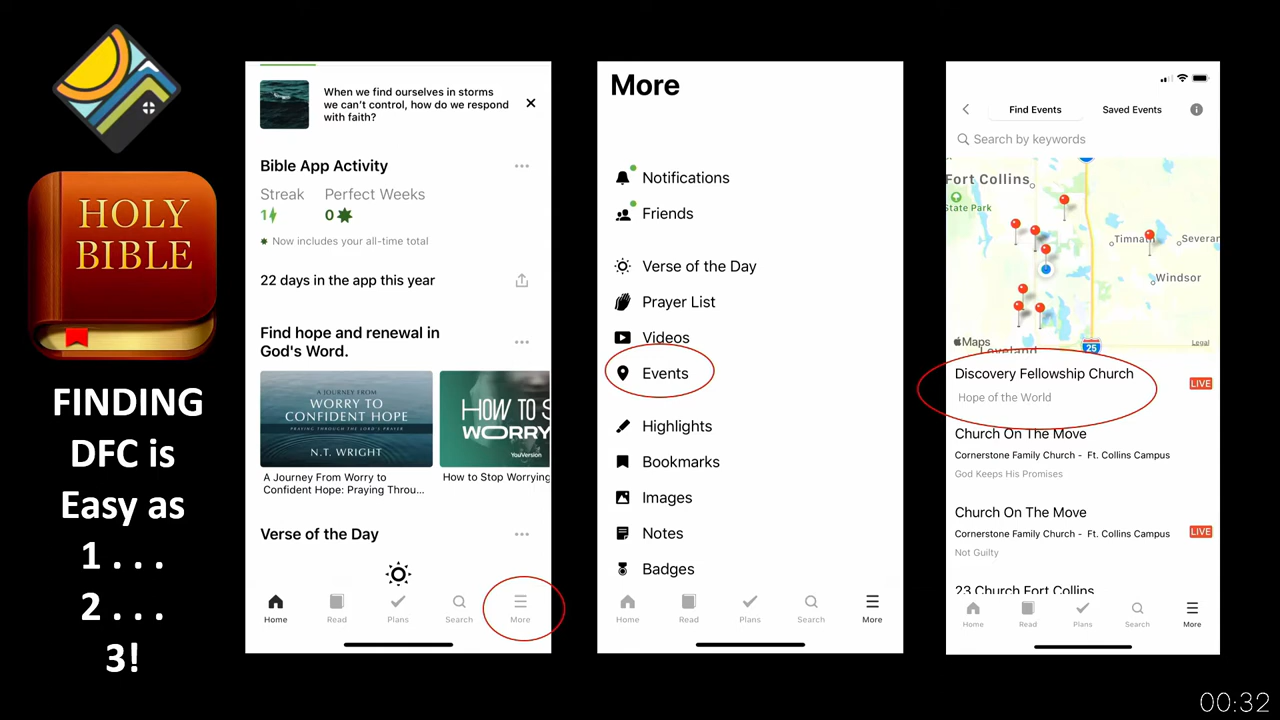 HOLY
BIBLE
FINDING
DFC is
Easy as
1 . . .
2 . . .
3!
When we find ourselves in storms
we can't control, how do we respond
with faith?
Bible App Activity
Streak Perfect Weeks
1 0
Now includes your all-time total
22 days in the app this year
Find hope and renewal in
God's Word.
A JOURNEY FROM
WORRY TO
CONFIDENT HOPE
PRAYING THROUGH THE LORD'S PRAYER
N.T. WRIGHT
HOW TO S
WORRY
YouVersion
A Journey From Worry to
Confident Hope: Praying Throu...
How to Stop Worrying
Verse of the Day
Home Read Plans Search More
More
Notifications
Friends
Verse of the Day
Prayer List
Videos
Events
Highlights
Bookmarks
Images
Notes
Badges
Home Read Plans Search More
Find Events Saved Events
Search by keywords
Fort Collins
State Park
Timnath
Severan
Windsor
Maps
Loveland
25
Legal
Discovery Fellowship Church
LIVE
Hope of the World
Church On The Move
Cornerstone Family Church - Ft. Collins Campus
God Keeps His Promises
Church On The Move
Cornerstone Family Church - Ft. Collins Campus
LIVE
Not Guilty
23 Church Fort Collins
Home Read Plans Search More
00:32